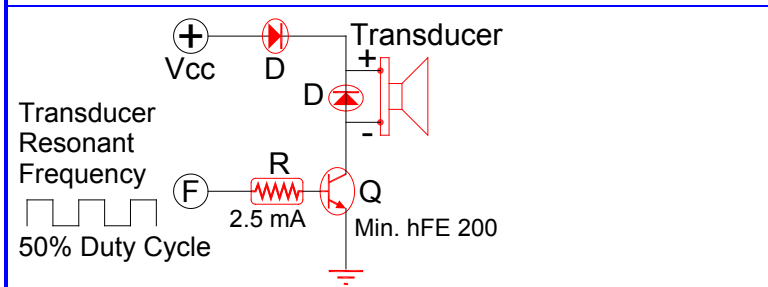 +
Vcc
D
Transducer
+
D
-
Transducer
Resonant
Frequency
F
R
2.5 mA
Q
Min. hFE 200
50% Duty Cycle